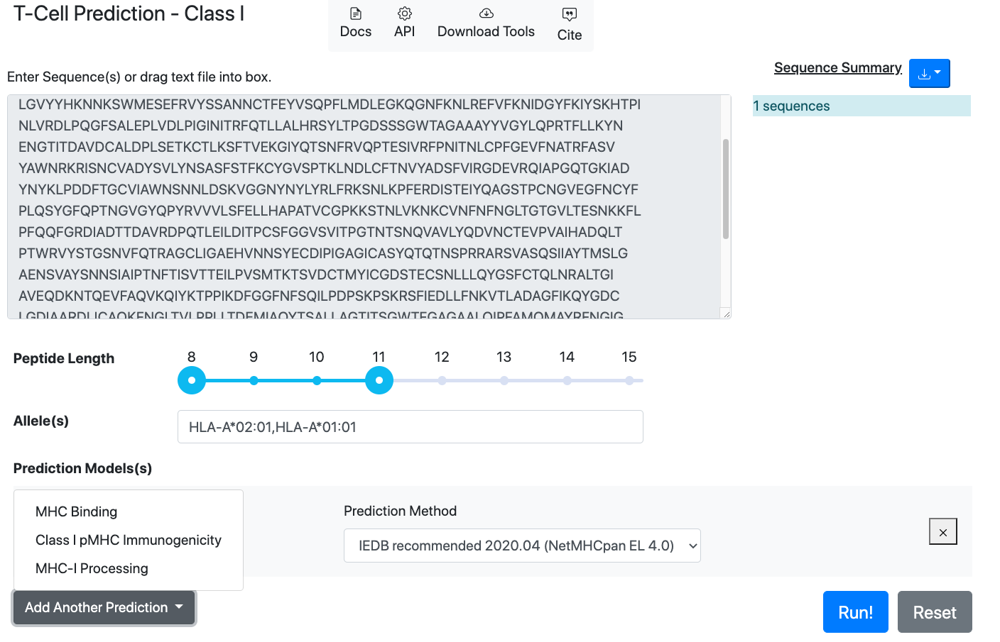 T-Cell Prediction - Class I
Docs
API
Download Tools
Cite
Sequence Summary
Enter Sequence(s) or drag text file into box.
1 sequences
LGVYYHKNNKSWMESEFRVYSSANNCTFEYVSQPFLMDLEGKQGNFKNLREFVFKNIDGYFKIYSKHTPI
NLVRDLPQGFSALEPLVDLPIGINITRFQTLLALHRSYLTPGDSSSGWTAGAAAYYVGYLQPRTFLLKYN
ENGTITDAVDCALDPLSETKCTLKSFTVEKGIYQTSNFRVQPTESIVRFPNITNLCPFGEVFNATRFASV
YAWNRKRISNCVADYSVLYNSASFSTFKCYGVSPTKLNDLCFTNVYADSFVIRGDEVRQIAPGQTGKIAD
YNYKLPDDFTGCVIAWNSNNLDSKVGGNYNYLYRLFRKSNLKPFERDISTEIYQAGSTPCNGVEGFNCYF
PLQSYGFQPTNGVGYQPYRVVVLSFELLHAPATVCGPKKSTNLVKNKCVNFNFNGLTGTGVLTESNKKFL
PFQQFGRDIADTTDAVRDPQTLEILDITPCSFGGVSVITPGTNTSNQVAVLYQDVNCTEVPVAIHADQLT
PTWRVYSTGSNVFQTRAGCLIGAEHVNNSYECDIPIGAGICASYQTQTNSPRRARSVASQSIIAYTMSLG
AENSVAYSNNSIAIPTNFTISVTTEILPVSMTKTSVDCTMYICGDSTECSNLLLQYGSFCTQLNRALTGI
AVEQDKNTQEVFAQVKQIYKTPPIKDFGGFNFSQILPDPSKPSKRSFIEDLLFNKVTLADAGFIKQYGDC
LGDIAARDLICAQKFNGLTVLPPLLTDEMIAQYTSALLAGTITSGWTFGAGAALQIPFAMQMAYRFNGIG
Peptide Length
8 9 10 11 12 13 14 15
Allele(s)
HLA-A*02:01,HLA-A*01:01
Prediction Models(s)
MHC Binding
Class I pMHC Immunogenicity
MHC-I Processing
Prediction Method
IEDB recommended 2020.04 (NetMHCpan EL 4.0)
Add Another Prediction
Run!
Reset